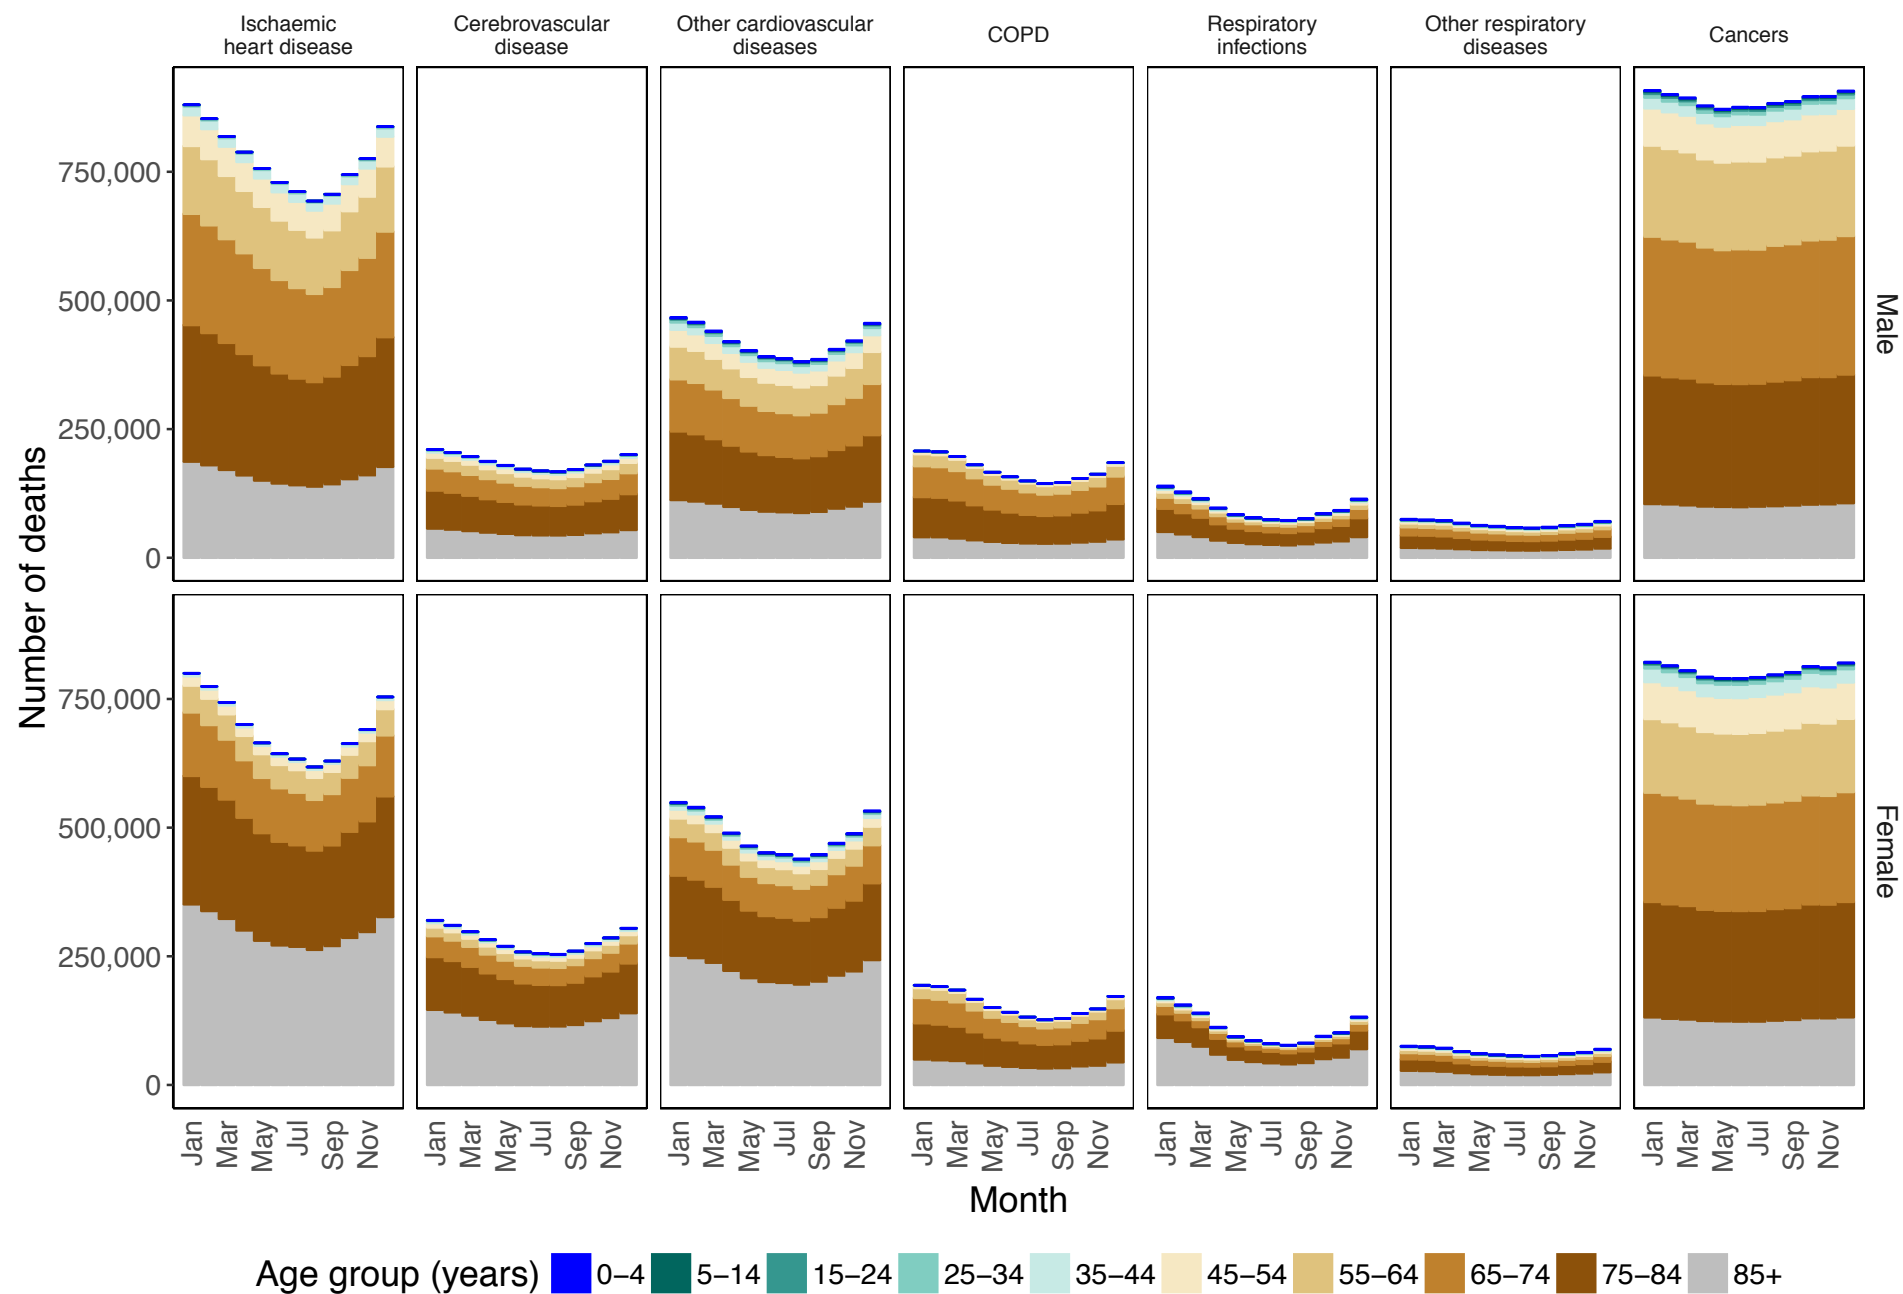 Ischaemic
heart disease
Cerebrovascular
disease
Other cardiovascular
diseases
COPD
Respiratory
infections
Other respiratory
diseases
Cancers
Number of deaths
750,000
500,000
250,000
0
Male
750,000
500,000
250,000
0
Female
Jan Mar May Jul Sep Nov
Jan Mar May Jul Sep Nov
Jan Mar May Jul Sep Nov
Jan Mar May Jul Sep Nov
Jan Mar May Jul Sep Nov
Jan Mar May Jul Sep Nov
Jan Mar May Jul Sep Nov
Month
Age group (years) 0–4 5–14 15–24 25–34 35–44 45–54 55–64 65–74 75–84 85+